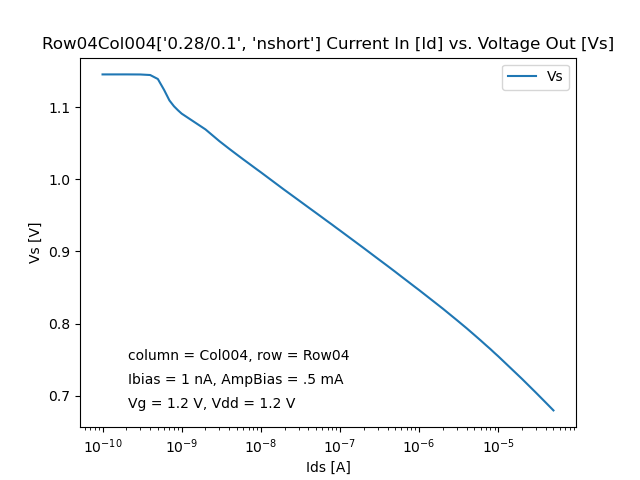 Row04Col004['0.28/0.1', 'nshort'] Current In [Id] vs. Voltage Out [Vs]
Vs
1.1
1.0
0.9
0.8
0.7
Vs [V]
column = Col004, row = Row04
Ibias = 1 nA, AmpBias = .5 mA
Vg = 1.2 V, Vdd = 1.2 V
10⁻¹⁰ 10⁻⁹ 10⁻⁸ 10⁻⁷ 10⁻⁶ 10⁻⁵
Ids [A]